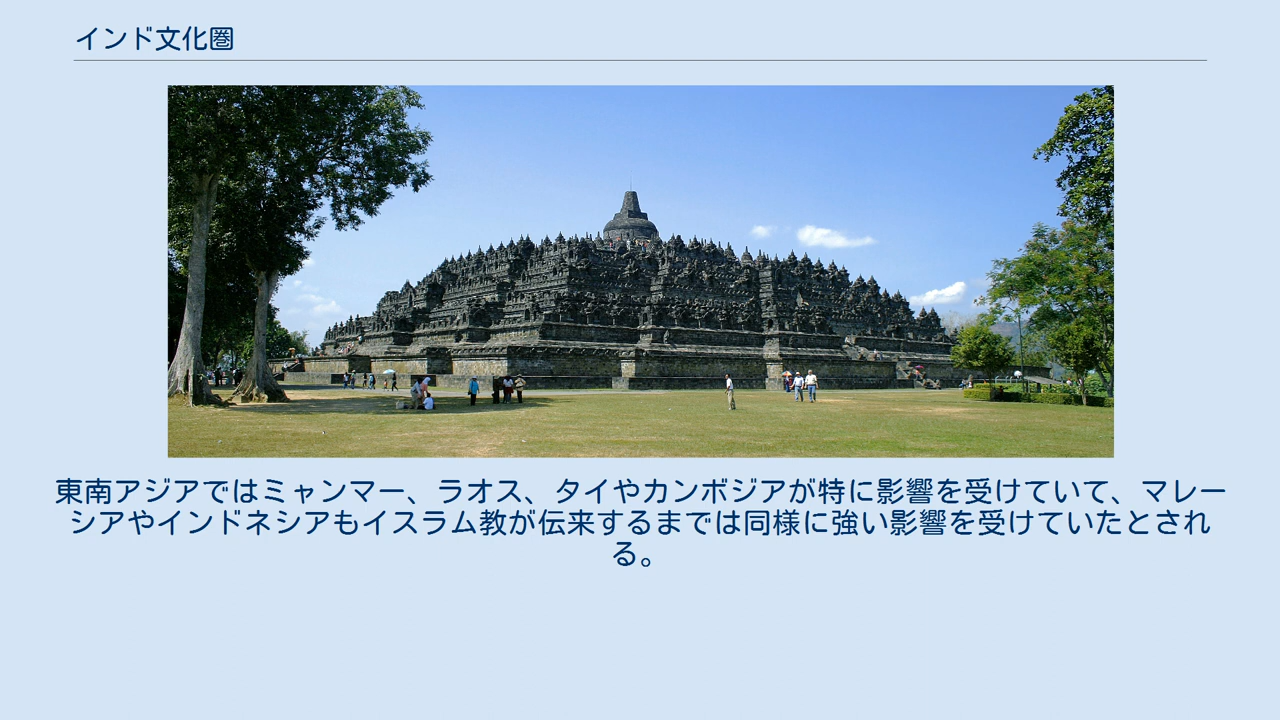 インド文化圏
東南アジアではミャンマー、ラオス、タイやカンボジアが特に影響を受けていて、マレー
シアやインドネシアもイスラム教が伝来するまでは同様に強い影響を受けていたとされ
る。